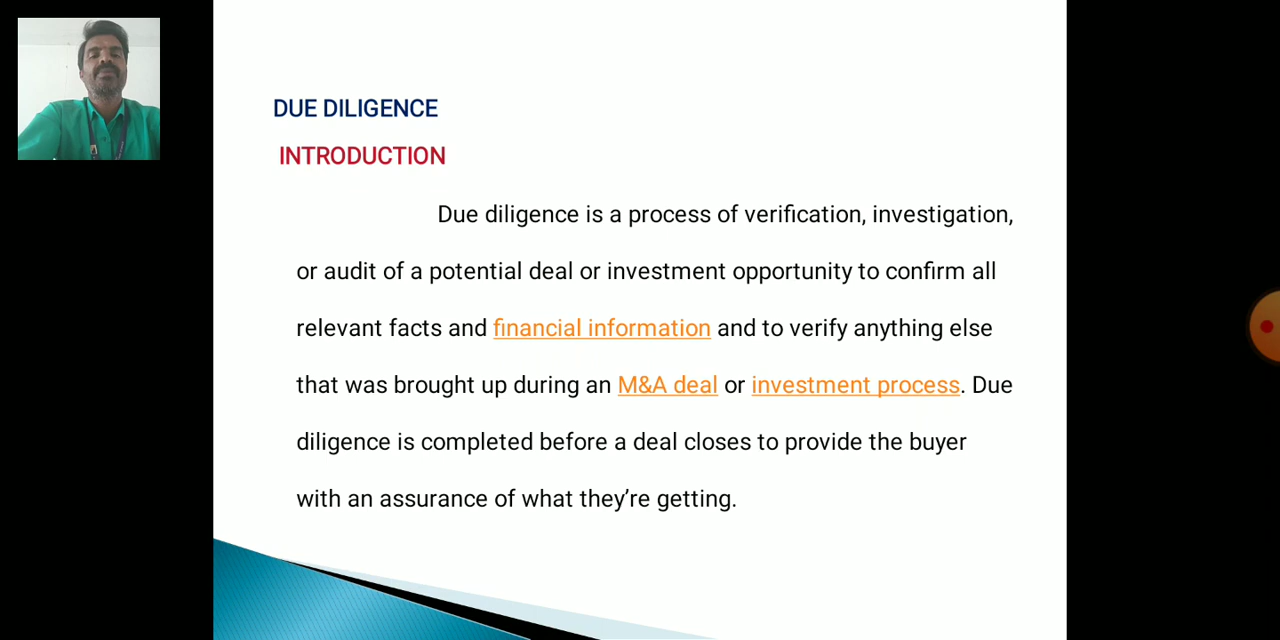 DUE DILIGENCE
INTRODUCTION
Due diligence is a process of verification, investigation,
or audit of a potential deal or investment opportunity to confirm all
relevant facts and financial information and to verify anything else
that was brought up during an M&A deal or investment process. Due
diligence is completed before a deal closes to provide the buyer
with an assurance of what they’re getting.